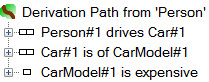 Derivation Path from 'Person'
Person#1 drives Car#1
Car#1 is of CarModel#1
CarModel#1 is expensive